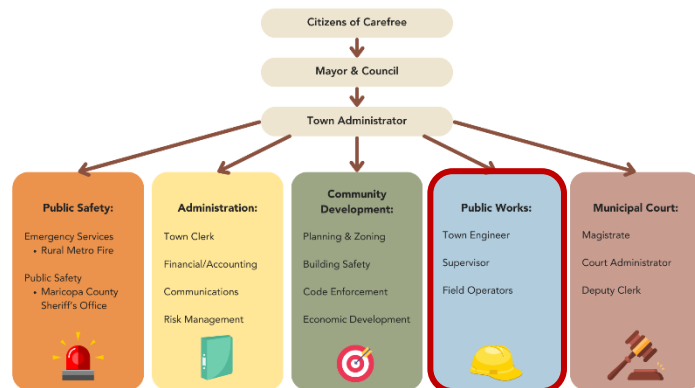 Citizens of Carefree
Mayor & Council
Town Administrator
Public Safety:
Emergency Services
• Rural Metro Fire
Public Safety
• Maricopa County
Sheriff's Office
Administration:
Town Clerk
Financial/Accounting
Communications
Risk Management
Community
Development:
Planning & Zoning
Building Safety
Code Enforcement
Economic Development
Public Works:
Town Engineer
Supervisor
Field Operators
Municipal Court:
Magistrate
Court Administrator
Deputy Clerk